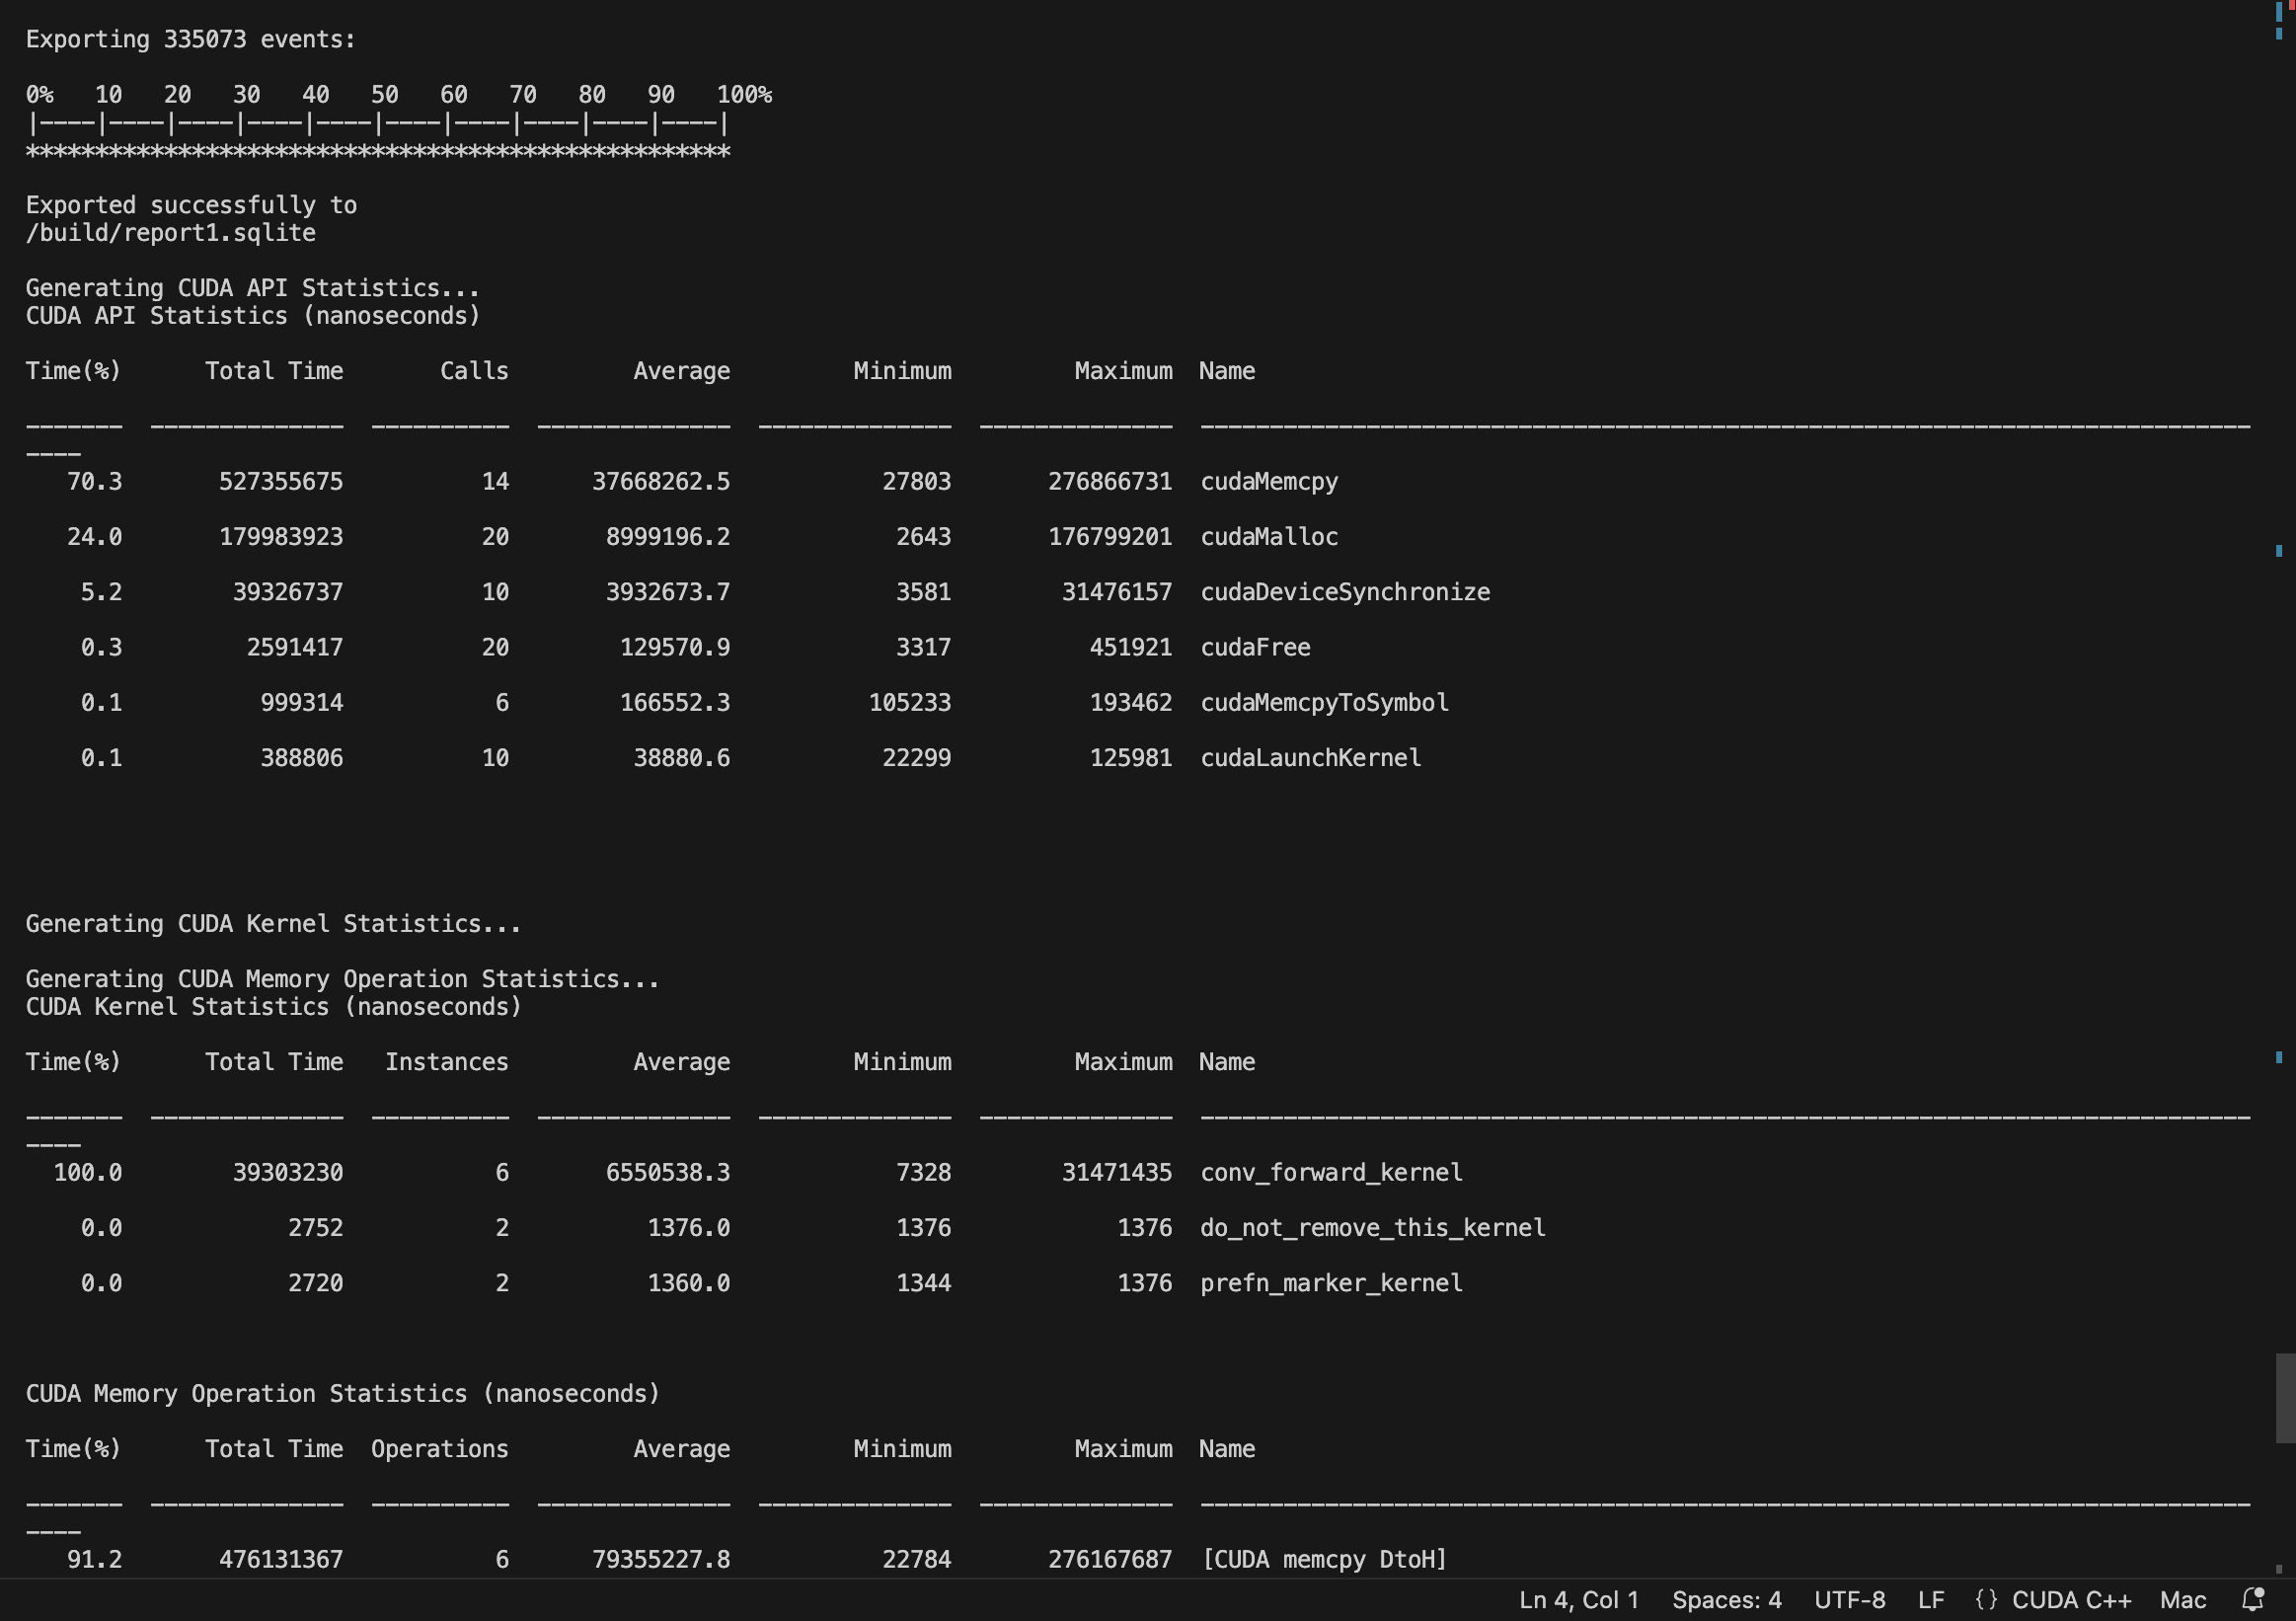 Exporting 335073 events:
0%   10   20   30   40   50   60   70   80   90   100%
|----|----|----|----|----|----|----|----|----|----|
***************************************************
Exported successfully to
/build/report1.sqlite
Generating CUDA API Statistics...
CUDA API Statistics (nanoseconds)
Time(%)      Total Time       Calls         Average         Minimum         Maximum  Name
-------  --------------  ----------  --------------  --------------  --------------  ----------------------------------------------------------------------------
----
   70.3       527355675          14      37668262.5           27803       276866731  cudaMemcpy
   24.0       179983923          20       8999196.2            2643       176799201  cudaMalloc
    5.2        39326737          10       3932673.7            3581        31476157  cudaDeviceSynchronize
    0.3         2591417          20        129570.9            3317          451921  cudaFree
    0.1          999314           6        166552.3          105233          193462  cudaMemcpyToSymbol
    0.1          388806          10         38880.6           22299          125981  cudaLaunchKernel
Generating CUDA Kernel Statistics...
Generating CUDA Memory Operation Statistics...
CUDA Kernel Statistics (nanoseconds)
Time(%)      Total Time   Instances         Average         Minimum         Maximum  Name
-------  --------------  ----------  --------------  --------------  --------------  ----------------------------------------------------------------------------
----
  100.0        39303230           6       6550538.3            7328        31471435  conv_forward_kernel
    0.0            2752           2          1376.0            1376            1376  do_not_remove_this_kernel
    0.0            2720           2          1360.0            1344            1376  prefn_marker_kernel
CUDA Memory Operation Statistics (nanoseconds)
Time(%)      Total Time  Operations         Average         Minimum         Maximum  Name
-------  --------------  ----------  --------------  --------------  --------------  ----------------------------------------------------------------------------
----
   91.2       476131367           6      79355227.8           22784       276167687  [CUDA memcpy DtoH]
Ln 4, Col 1   Spaces: 4   UTF-8   LF   {} CUDA C++   Mac